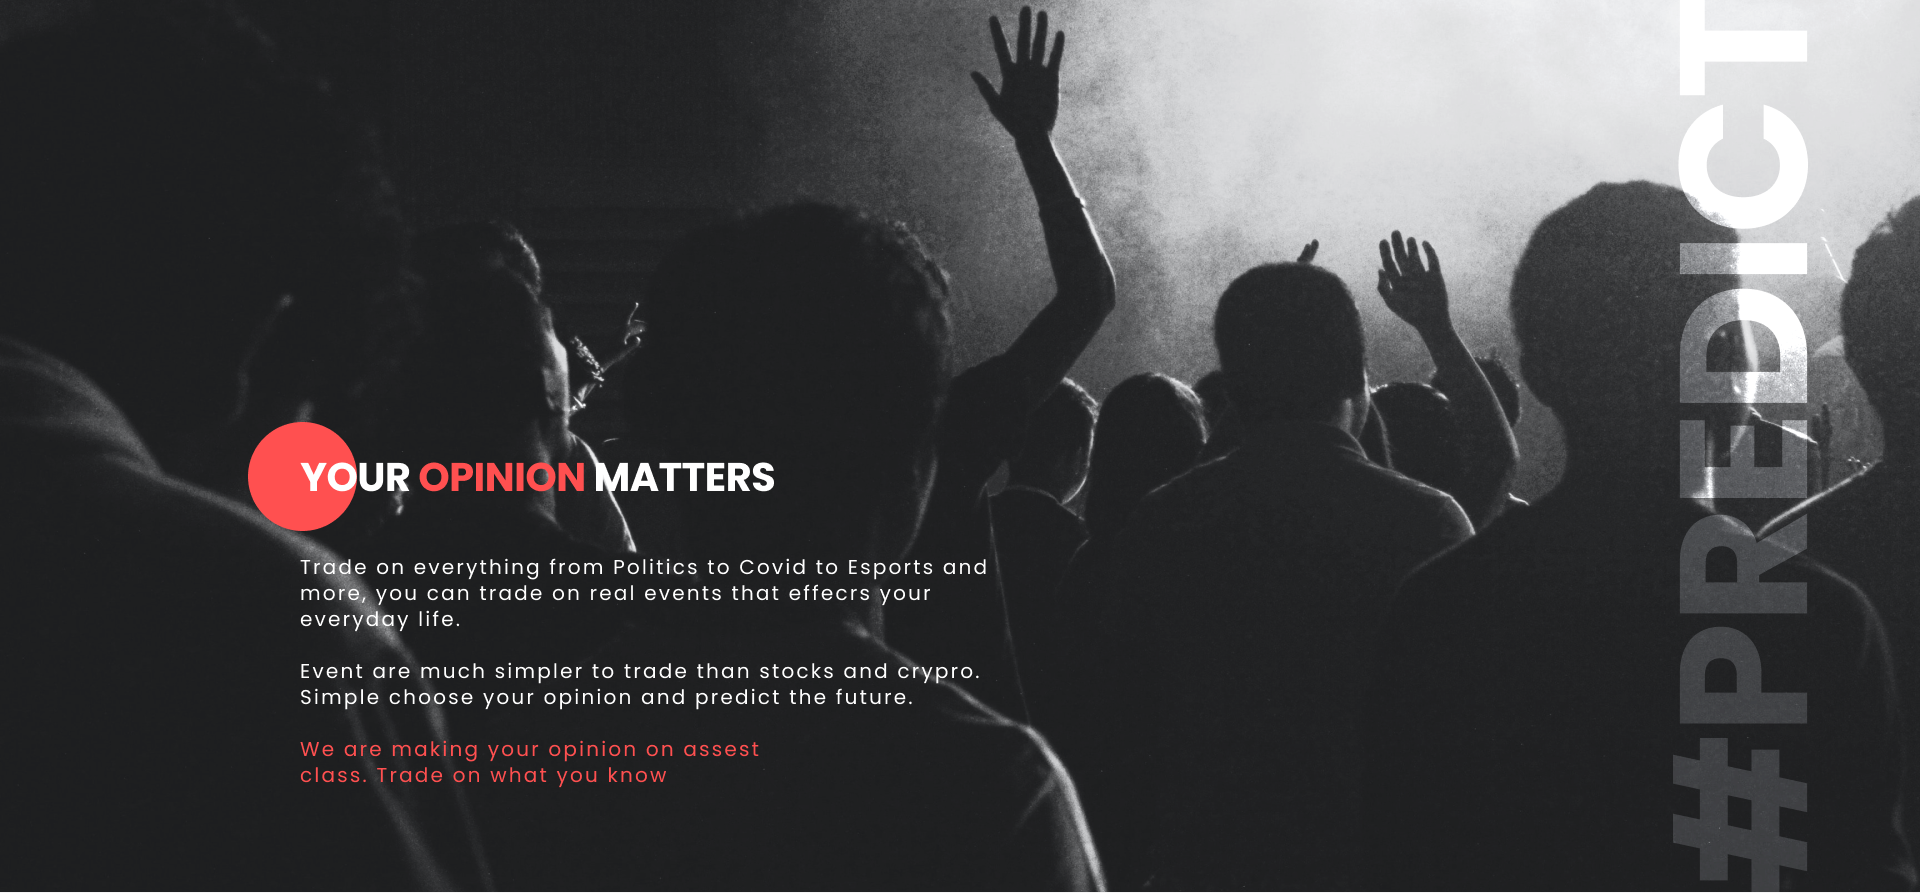 YOUR OPINION MATTERS
Trade on everything from Politics to Covid to Esports and
more, you can trade on real events that effecrs your
everyday life.
Event are much simpler to trade than stocks and crypro.
Simple choose your opinion and predict the future.
We are making your opinion on assest
class. Trade on what you know
#PREDICT